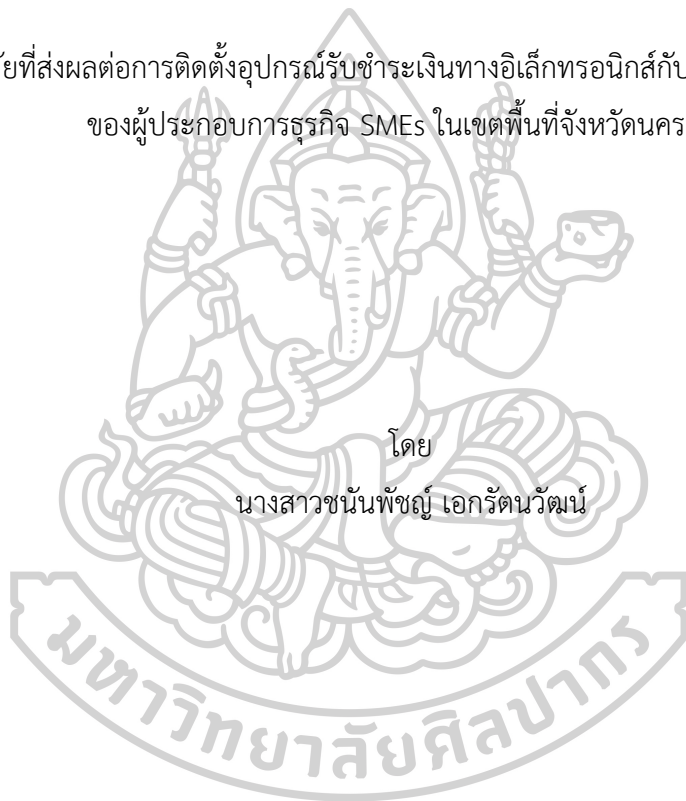 ัยที่ส่งผลต่อการติดตั้งอุปกรณ์รับชำระเงินทางอิเล็กทรอนิกส์กับ
ของผู้ประกอบการธุรกิจ SMEs ในเขตพื้นที่จังหวัดนคร
โดย
นางสาวชนันพัชญ์ เอกรัตนวัฒน์
มหาวิทยาลัยศิลปากร